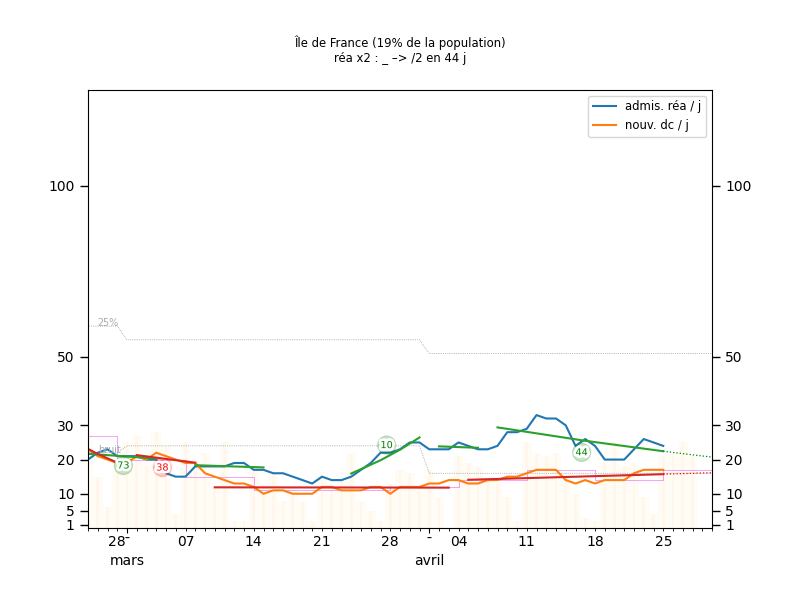 Île de France (19% de la population)
réa x2 : _ –> /2 en 44 j
admis. réa / j
nouv. dc / j
100 100
25%
50 50
30 30
bruit
10
44
73
38
20 20
10 10
5 5
1 1
28 07 14 21 28 04 11 18 25
mars avril